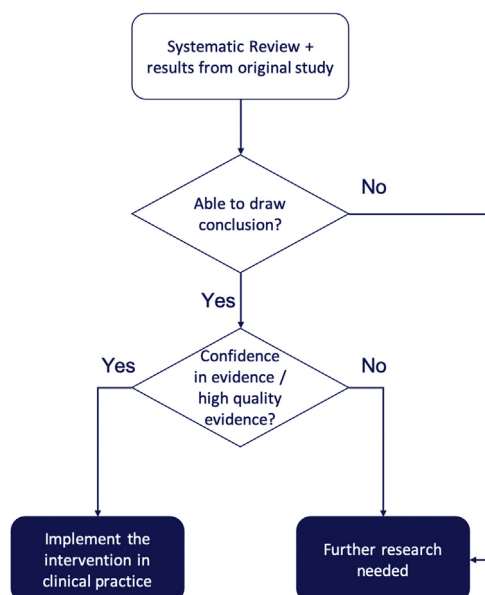 Systematic Review +
results from original study
Able to draw
conclusion?
No
Yes
Confidence
in evidence /
high quality
evidence?
Yes
No
Implement the
intervention in
clinical practice
Further research
needed